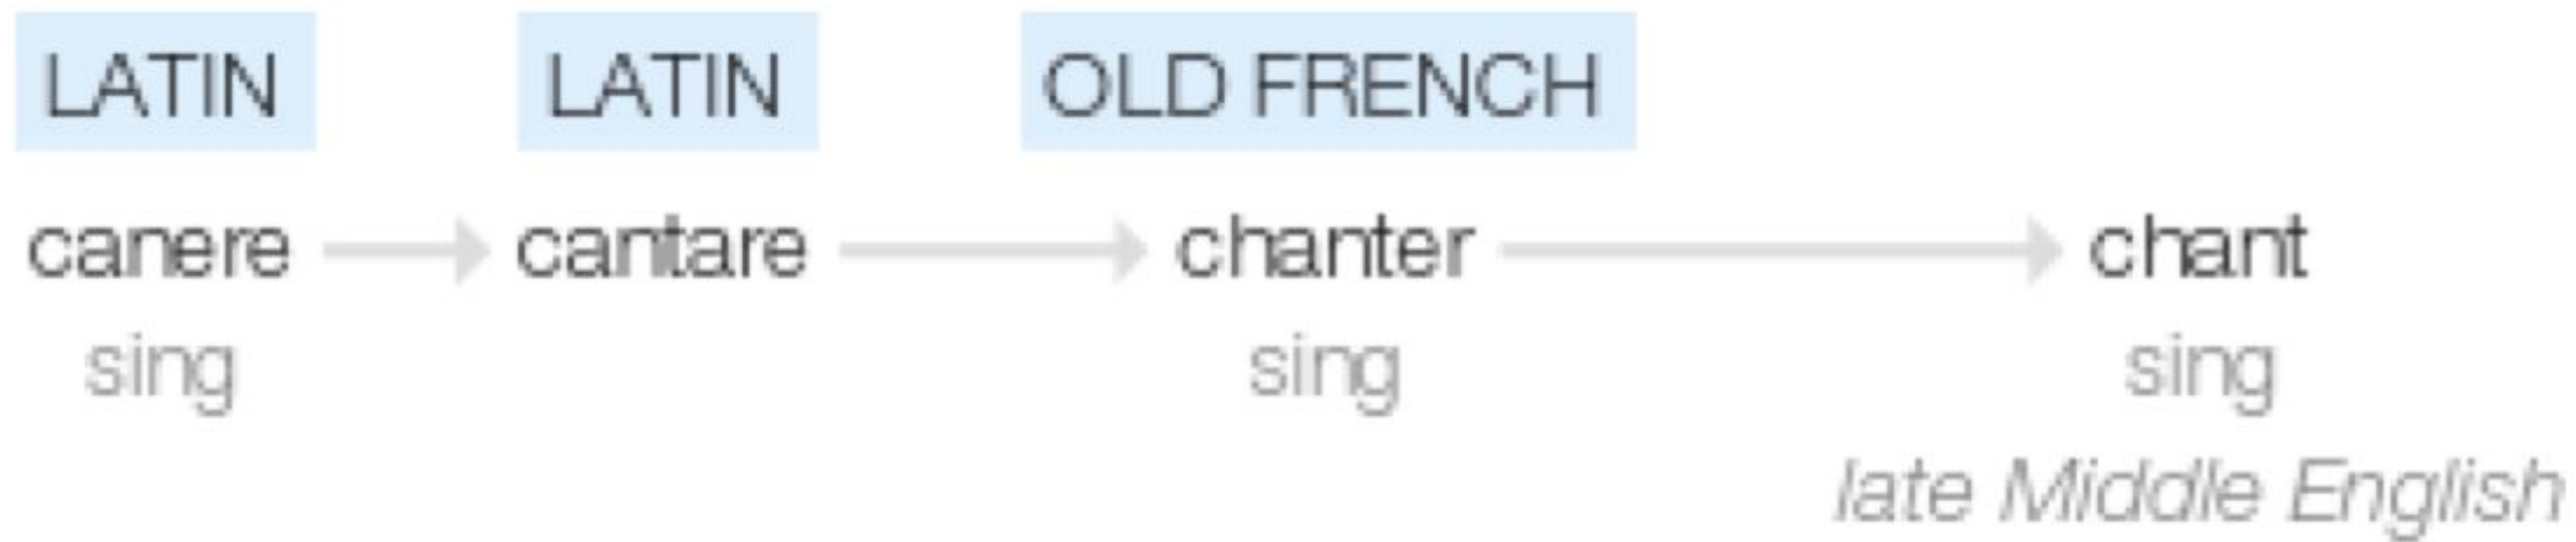 LATIN LATIN OLD FRENCH
canere cantare chanter chant
sing sing sing
late Middle English